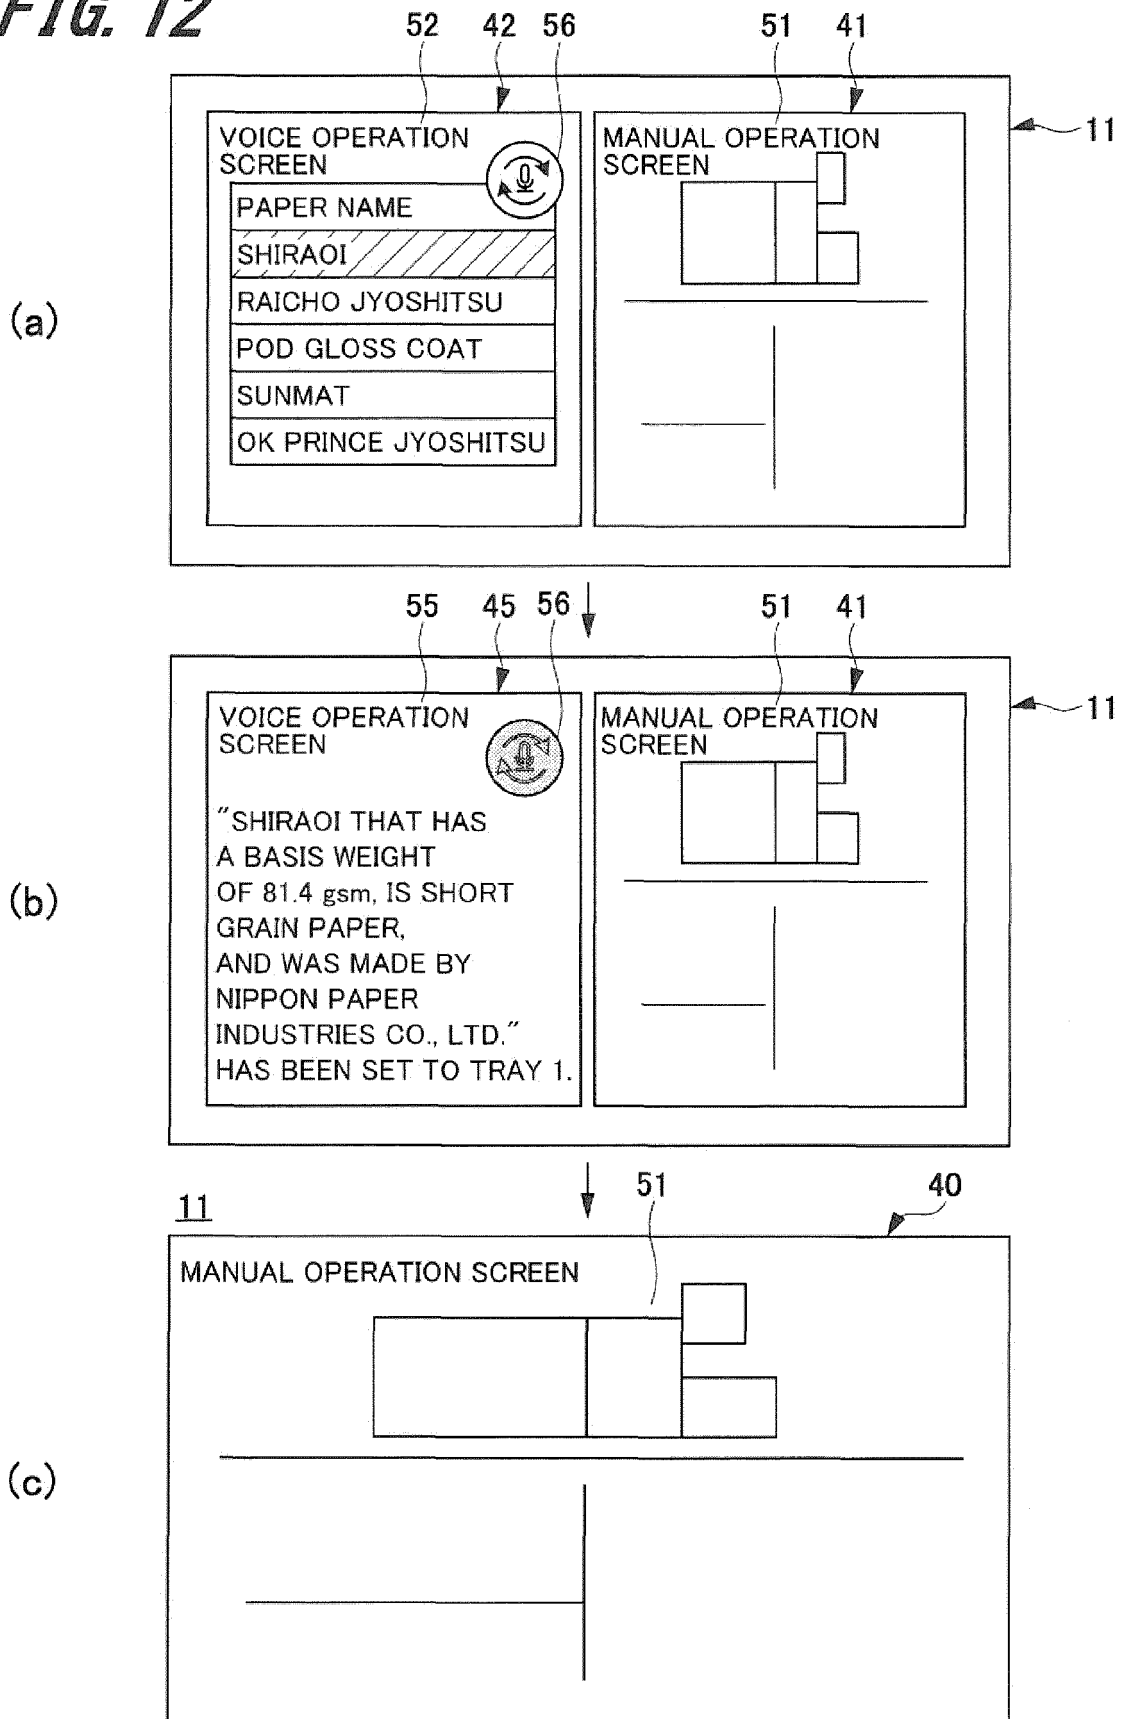 FIG. 12
52 42 56 51 41
11
VOICE OPERATION
SCREEN
MANUAL OPERATION
SCREEN
PAPER NAME
SHIRAOI
RAICHO JYOSHITSU
POD GLOSS COAT
SUNMAT
OK PRINCE JYOSHITSU
(a)
55 45 56 51 41
11
VOICE OPERATION
SCREEN
MANUAL OPERATION
SCREEN
"SHIRAOI THAT HAS
A BASIS WEIGHT
OF 81.4 gsm, IS SHORT
GRAIN PAPER,
AND WAS MADE BY
NIPPON PAPER
INDUSTRIES CO., LTD."
HAS BEEN SET TO TRAY 1.
(b)
11
51 40
MANUAL OPERATION SCREEN
(c)